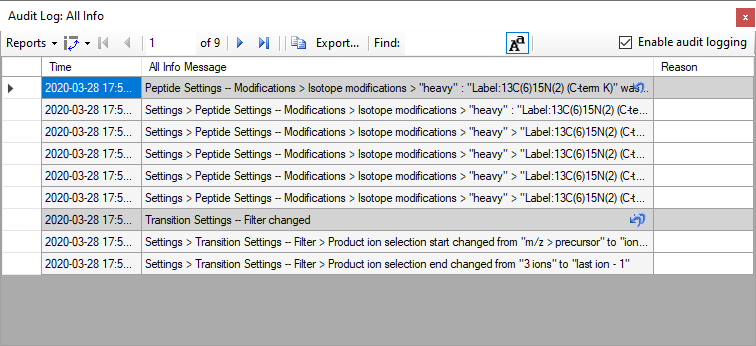 Audit Log: All Info
Reports 1 of 9 Export... Find: Aa Enable audit logging
Time All Info Message Reason
2020-03-28 17:5... Peptide Settings -- Modifications > Isotope modifications > "heavy" : "Label:13C(6)15N(2) (C-term K)" was...
2020-03-28 17:5... Settings > Peptide Settings -- Modifications > Isotope modifications > "heavy" : "Label:13C(6)15N(2) (C-te...
2020-03-28 17:5... Settings > Peptide Settings -- Modifications > Isotope modifications > "heavy" > "Label:13C(6)15N(2) (C-t...
2020-03-28 17:5... Settings > Peptide Settings -- Modifications > Isotope modifications > "heavy" > "Label:13C(6)15N(2) (C-t...
2020-03-28 17:5... Settings > Peptide Settings -- Modifications > Isotope modifications > "heavy" > "Label:13C(6)15N(2) (C-t...
2020-03-28 17:5... Settings > Peptide Settings -- Modifications > Isotope modifications > "heavy" > "Label:13C(6)15N(2) (C-t...
2020-03-28 17:5... Transition Settings -- Filter changed
2020-03-28 17:5... Settings > Transition Settings -- Filter > Product ion selection start changed from "m/z > precursor" to "ion...
2020-03-28 17:5... Settings > Transition Settings -- Filter > Product ion selection end changed from "3 ions" to "last ion - 1"